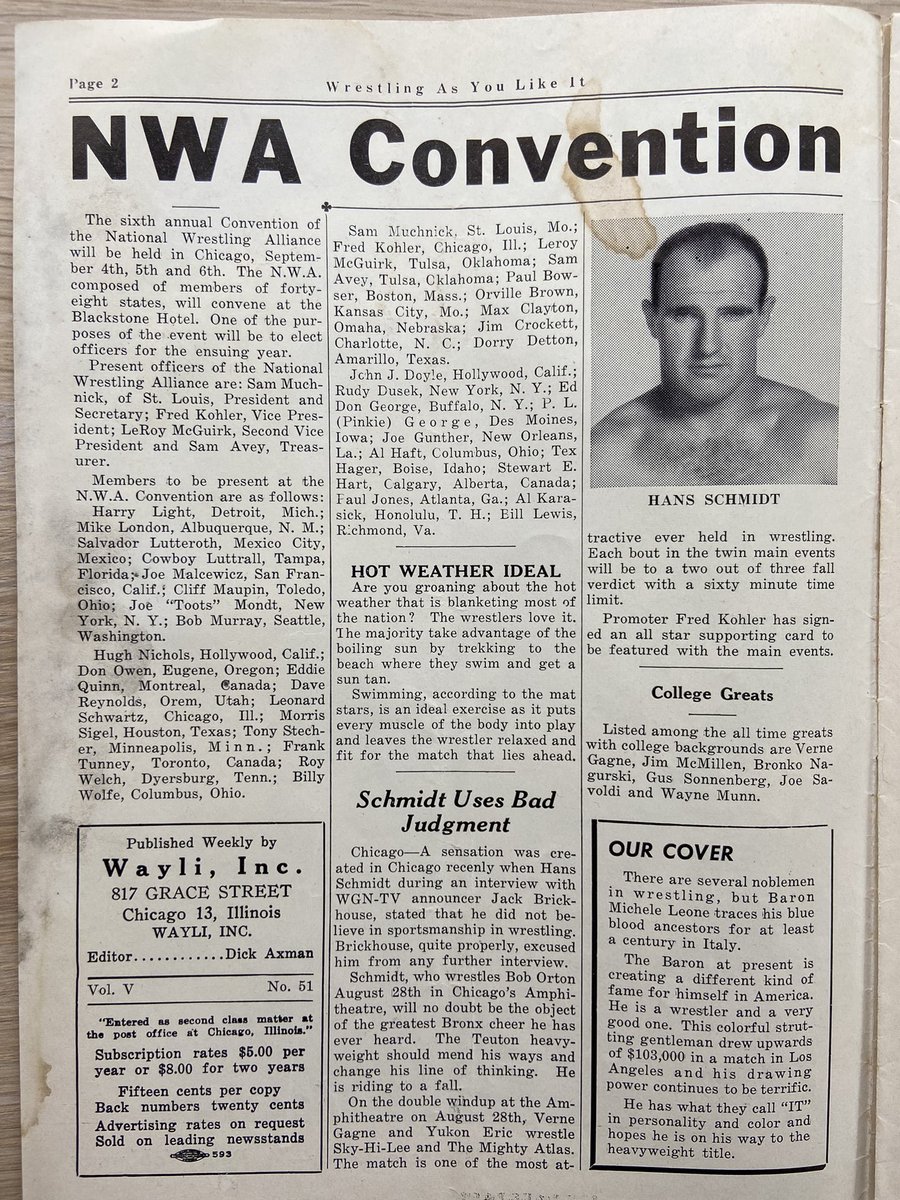 Page 2
Wrestling As You Like It
NWA Convention
The sixth annual Convention of
the National Wrestling Alliance
will be held in Chicago, Septem-
ber 4th, 5th and 6th. The N.W.A.
composed of members of forty-
eight states, will convene at the
Blackstone Hotel. One of the pur-
poses of the event will be to elect
officers for the ensuing year.
Present officers of the National
Wrestling Alliance are: Sam Much-
nick, of St. Louis, President and
Secretary; Fred Kohler, Vice Pres-
ident; LeRoy McGuirk, Second Vice
President and Sam Avey, Treas-
urer.
Members to be present at the
N.W.A. Convention are as follows:
Harry Light, Detroit, Mich.;
Mike London, Albuquerque, N. M.;
Salvador Lutteroth, Mexico City,
Mexico; Cowboy Luttrall, Tampa,
Florida; Joe Malcewicz, San Fran-
cisco, Calif.; Cliff Maupin, Toledo,
Ohio; Joe "Toots" Mondt, New
York, N. Y.; Bob Murray, Seattle,
Washington.
Hugh Nichols, Hollywood, Calif.;
Don Owen, Eugene, Oregon; Eddie
Quinn, Montreal, Canada; Dave
Reynolds, Orem, Utah; Leonard
Schwartz, Chicago, Ill.; Morris
Sigel, Houston, Texas; Tony Stech-
er, Minneapolis, Minn.; Frank
Tunney, Toronto, Canada; Roy
Welch, Dyersburg, Tenn.; Billy
Wolfe, Columbus, Ohio.
Published Weekly by
Wayli, Inc.
817 GRACE STREET
Chicago 13, Illinois
WAYLI, INC.
Editor............Dick Axman
Vol. V No. 51
"Entered as second class matter at
the post office at Chicago, Illinois."
Subscription rates $5.00 per
year or $8.00 for two years
Fifteen cents per copy
Back numbers twenty cents
Advertising rates on request
Sold on leading newsstands
593
Sam Muchnick, St. Louis, Mo.;
Fred Kohler, Chicago, Ill.; Leroy
McGuirk, Tulsa, Oklahoma; Sam
Avey, Tulsa, Oklahoma; Paul Bow-
ser, Boston, Mass.; Orville Brown,
Kansas City, Mo.; Max Clayton,
Omaha, Nebraska; Jim Crockett,
Charlotte, N. C.; Dorry Detton,
Amarillo, Texas.
John J. Doyle, Hollywood, Calif.;
Rudy Dusek, New York, N. Y.; Ed
Don George, Buffalo, N. Y.; P. L.
(Pinkie) George, Des Moines,
Iowa; Joe Gunther, New Orleans,
La.; Al Haft, Columbus, Ohio; Tex
Hager, Boise, Idaho; Stewart E.
Hart, Calgary, Alberta, Canada;
Paul Jones, Atlanta, Ga.; Al Kara-
sick, Honolulu, T. H.; Bill Lewis,
Richmond, Va.
HOT WEATHER IDEAL
Are you groaning about the hot
weather that is blanketing most of
the nation? The wrestlers love it.
The majority take advantage of the
boiling sun by trekking to the
beach where they swim and get a
sun tan.
Swimming, according to the mat
stars, is an ideal exercise as it puts
every muscle of the body into play
and leaves the wrestler relaxed and
fit for the match that lies ahead.
Schmidt Uses Bad
Judgment
Chicago—A sensation was cre-
ated in Chicago recenly when Hans
Schmidt during an interview with
WGN-TV announcer Jack Brick-
house, stated that he did not be-
lieve in sportsmanship in wrestling.
Brickhouse, quite properly, excused
him from any further interview.
Schmidt, who wrestles Bob Orton
August 28th in Chicago's Amphi-
theatre, will no doubt be the object
of the greatest Bronx cheer he has
ever heard. The Teuton heavy-
weight should mend his ways and
change his line of thinking. He
is riding to a fall.
On the double windup at the Am-
phitheatre on August 28th, Verne
Gagne and Yukon Eric wrestle
Sky-Hi-Lee and The Mighty Atlas.
The match is one of the most at-
HANS SCHMIDT
tractive ever held in wrestling.
Each bout in the twin main events
will be to a two out of three fall
verdict with a sixty minute time
limit.
Promoter Fred Kohler has sign-
ed an all star supporting card to
be featured with the main events.
College Greats
Listed among the all time greats
with college backgrounds are Verne
Gagne, Jim McMillen, Bronko Na-
gurski, Gus Sonnenberg, Joe Sa-
voldi and Wayne Munn.
OUR COVER
There are several noblemen
in wrestling, but Baron
Michele Leone traces his blue
blood ancestors for at least
a century in Italy.
The Baron at present is
creating a different kind of
fame for himself in America.
He is a wrestler and a very
good one. This colorful strut-
ting gentleman drew upwards
of $103,000 in a match in Los
Angeles and his drawing
power continues to be terrific.
He has what they call "IT"
in personality and color and
hopes he is on his way to the
heavyweight title.